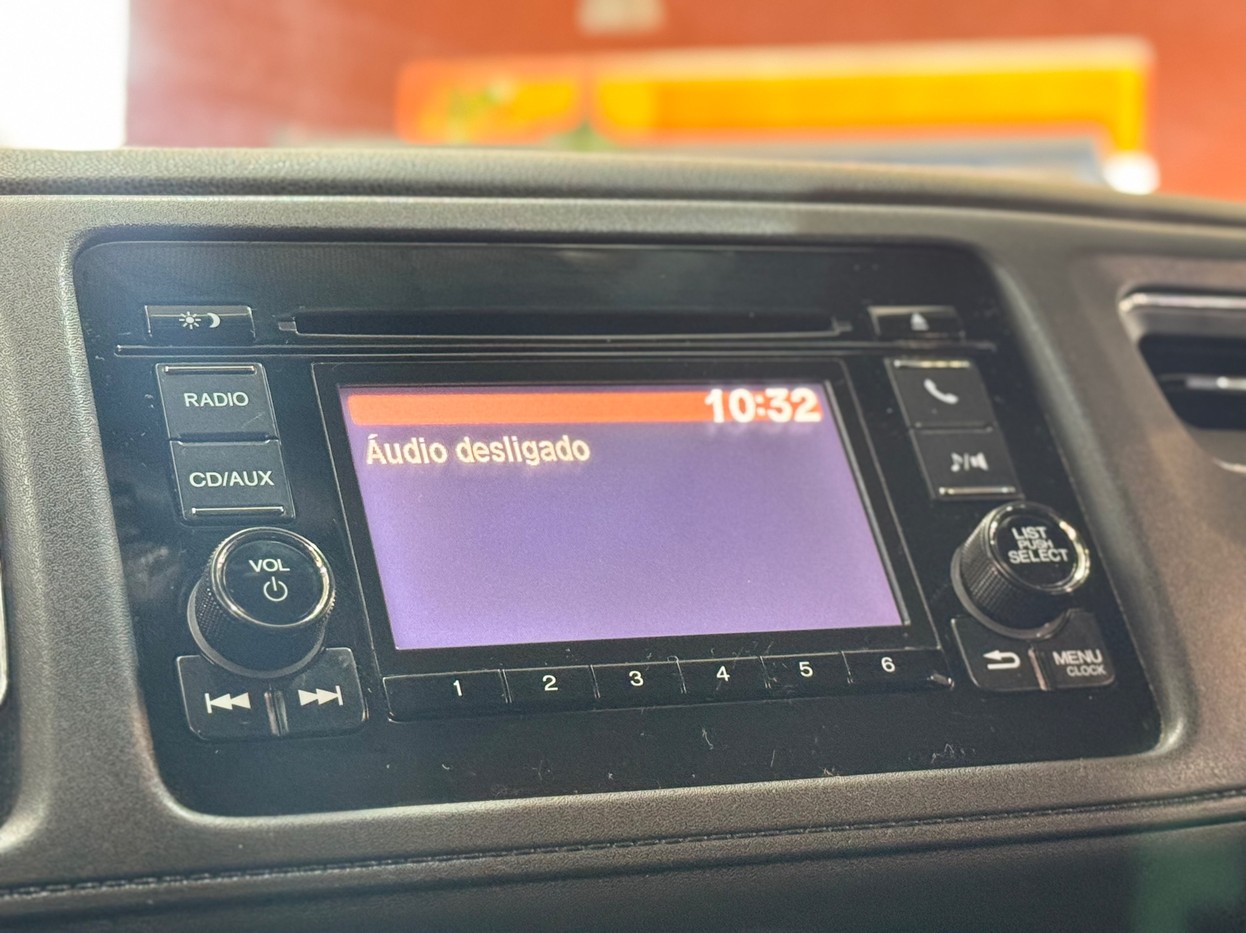 RADIO
CD/AUX
VOL
10:32
Áudio desligado
LIST
PUSH
SELECT
MENU
CLOCK
1 2 3 4 5 6